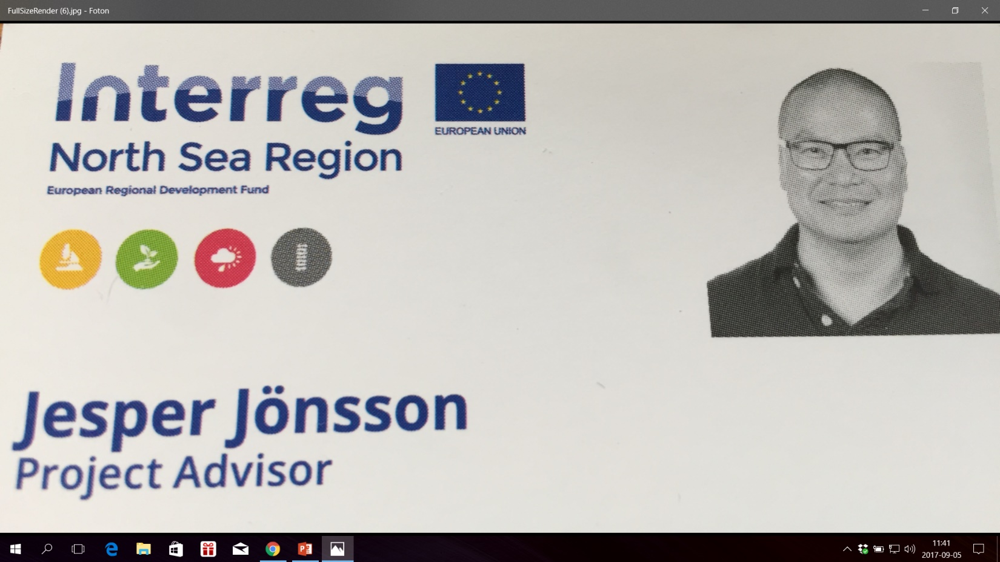 FullSizeRender (6).jpg - Foton
Interreg
EUROPEAN UNION
North Sea Region
European Regional Development Fund
Jesper Jönsson
Project Advisor
11:41
2017-09-05